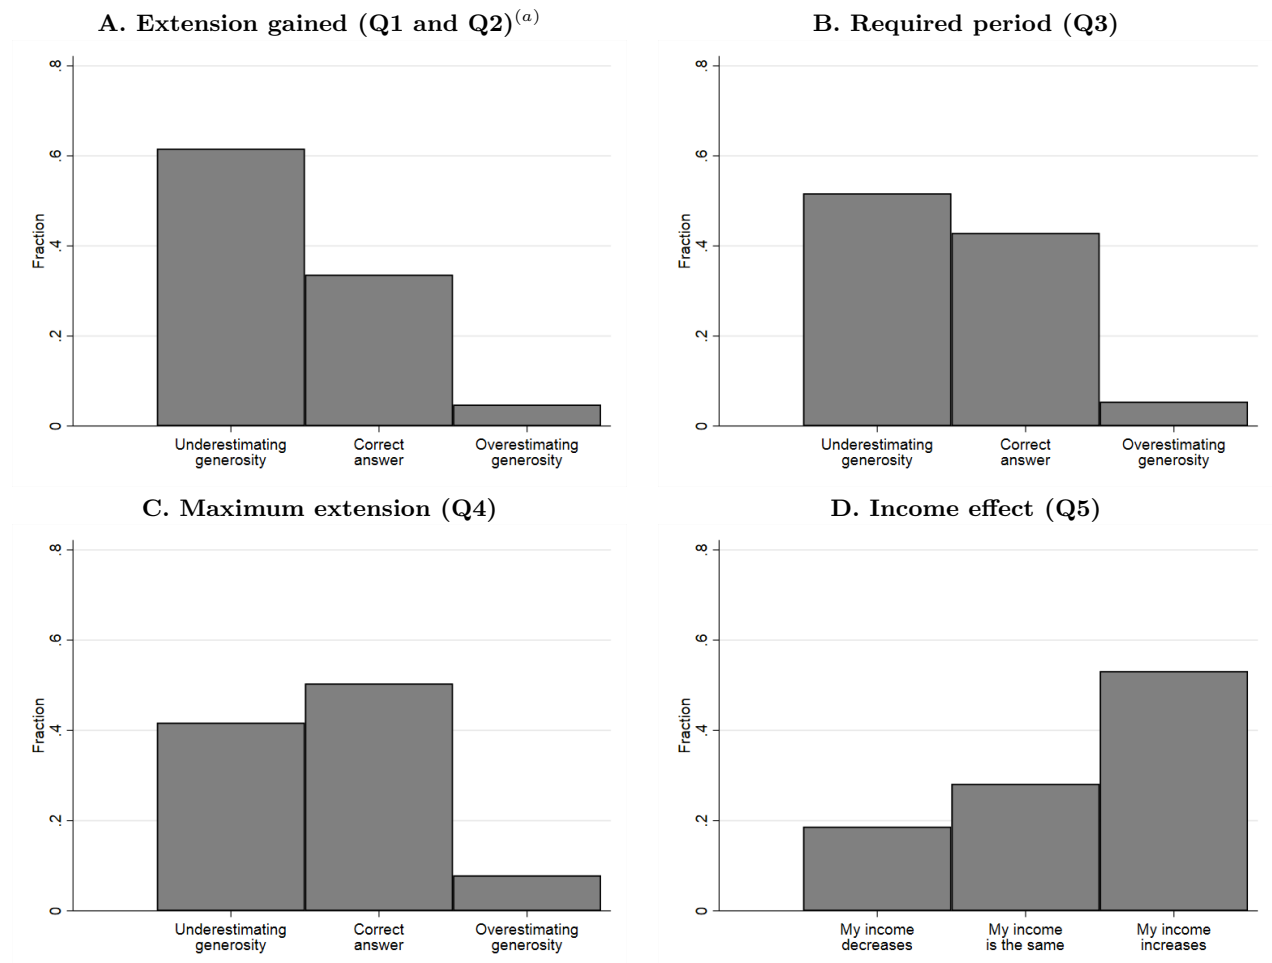 A. Extension gained (Q1 and Q2)(a)
.8
.6
.4
.2
0
Fraction
Underestimating
generosity
Correct
answer
Overestimating
generosity
B. Required period (Q3)
.8
.6
.4
.2
0
Fraction
Underestimating
generosity
Correct
answer
Overestimating
generosity
C. Maximum extension (Q4)
.8
.6
.4
.2
0
Fraction
Underestimating
generosity
Correct
answer
Overestimating
generosity
D. Income effect (Q5)
.8
.6
.4
.2
0
Fraction
My income
decreases
My income
is the same
My income
increases